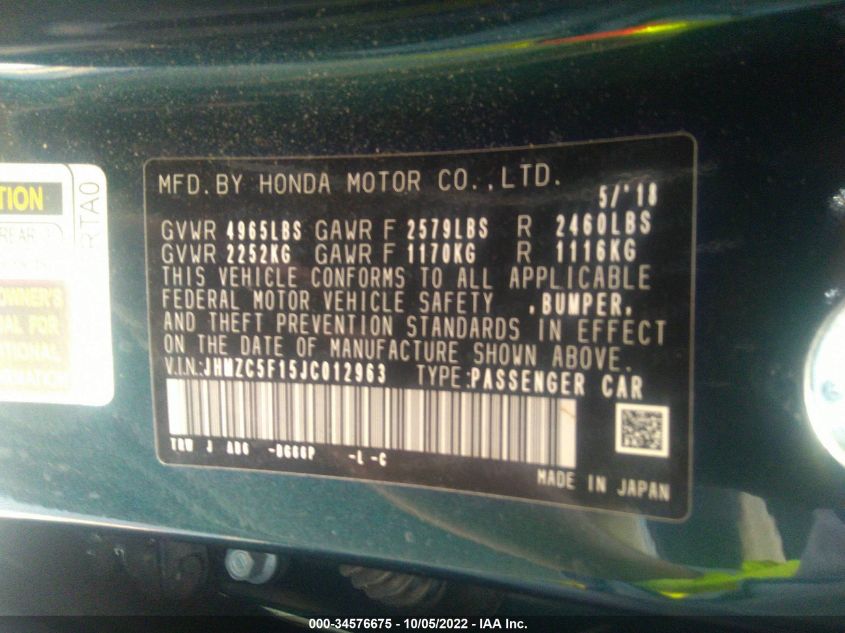 MFD. BY HONDA MOTOR CO., LTD.
5/'18
GVWR 4965LBS GAWR F 2579LBS R 2460LBS
GVWR 2252KG GAWR F 1170KG R 1116KG
THIS VEHICLE CONFORMS TO ALL APPLICABLE
FEDERAL MOTOR VEHICLE SAFETY , BUMPER,
AND THEFT PREVENTION STANDARDS IN EFFECT
ON THE DATE OF MANUFACTURE SHOWN ABOVE.
V.I.N:JHMZC5F15JC012963 TYPE:PASSENGER CAR
-L -C
MADE IN JAPAN
TION
REAR
RTA0
OWNER'S
FOR
000-34576675 - 10/05/2022 - IAA Inc.